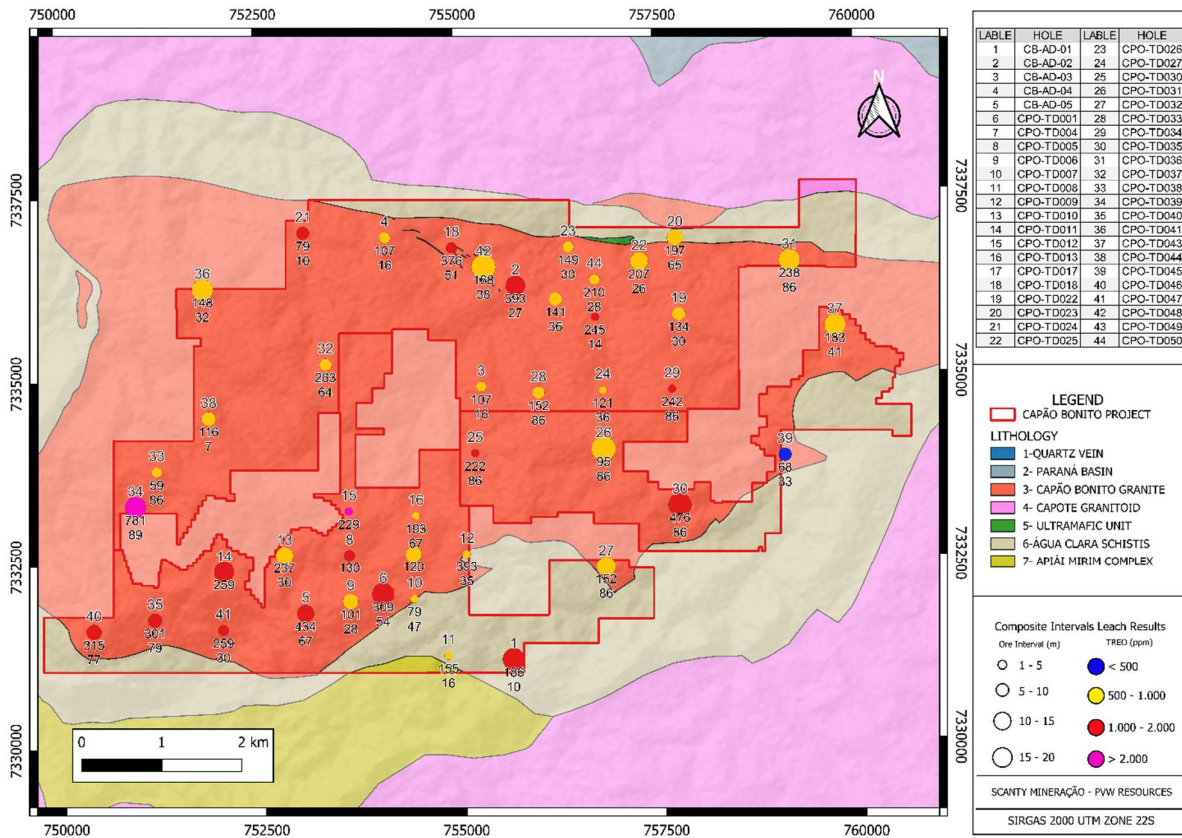 750000 752500 755000 757500 760000
7337500
7335000
7332500
7330000
7337500
7335000
7332500
7330000
750000 752500 755000 757500 760000
N
21
79
10
4
107
16
18
376
51
42
168
36
2
593
27
23
149
30
44
210
28
245
14
141
36
22
207
26
20
197
65
31
238
86
19
134
30
37
183
41
36
148
32
32
263
64
3
107
16
28
152
86
24
121
36
29
242
86
38
116
7
25
222
86
26
95
86
39
68
33
33
59
86
34
781
89
15
229
16
193
67
30
476
86
13
237
30
8
130
120
12
393
35
14
259
27
152
86
9
101
28
6
309
54
10
79
47
5
434
67
35
301
79
41
259
30
40
315
77
11
155
16
1
186
10
0 1 2 km
LABLE HOLE LABLE HOLE
1 CB-AD-01 23 CPO-TD026
2 CB-AD-02 24 CPO-TD027
3 CB-AD-03 25 CPO-TD030
4 CB-AD-04 26 CPO-TD031
5 CB-AD-05 27 CPO-TD032
6 CPO-TD001 28 CPO-TD033
7 CPO-TD004 29 CPO-TD034
8 CPO-TD005 30 CPO-TD035
9 CPO-TD006 31 CPO-TD036
10 CPO-TD007 32 CPO-TD037
11 CPO-TD008 33 CPO-TD038
12 CPO-TD009 34 CPO-TD039
13 CPO-TD010 35 CPO-TD040
14 CPO-TD011 36 CPO-TD041
15 CPO-TD012 37 CPO-TD043
16 CPO-TD013 38 CPO-TD044
17 CPO-TD017 39 CPO-TD045
18 CPO-TD018 40 CPO-TD046
19 CPO-TD022 41 CPO-TD047
20 CPO-TD023 42 CPO-TD048
21 CPO-TD024 43 CPO-TD049
22 CPO-TD025 44 CPO-TD050
LEGEND
CAPÃO BONITO PROJECT
LITHOLOGY
1-QUARTZ VEIN
2- PARANÁ BASIN
3- CAPÃO BONITO GRANITE
4- CAPOTE GRANITOID
5- ULTRAMAFIC UNIT
6-ÁGUA CLARA SCHISTIS
7- APIÁI MIRIM COMPLEX
Composite Intervals Leach Results
Ore Interval (m) TREO (ppm)
1 - 5 < 500
5 - 10 500 - 1.000
10 - 15 1.000 - 2.000
15 - 20 > 2.000
SCANTY MINERAÇÃO - PVW RESOURCES
SIRGAS 2000 UTM ZONE 22S